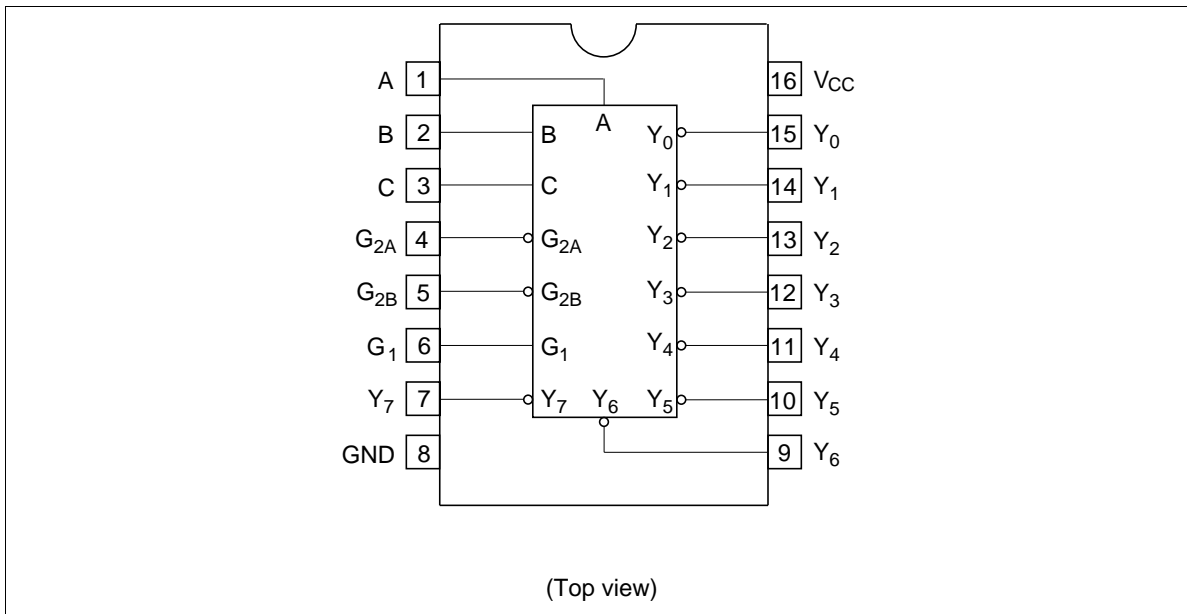 A 1 16 VCC
A
B 2 B Y0 15 Y0
C 3 C Y1 14 Y1
G2A 4 G2A Y2 13 Y2
G2B 5 G2B Y3 12 Y3
G1 6 G1 Y4 11 Y4
Y7 7 Y7 Y6 Y5 10 Y5
GND 8 9 Y6
(Top view)